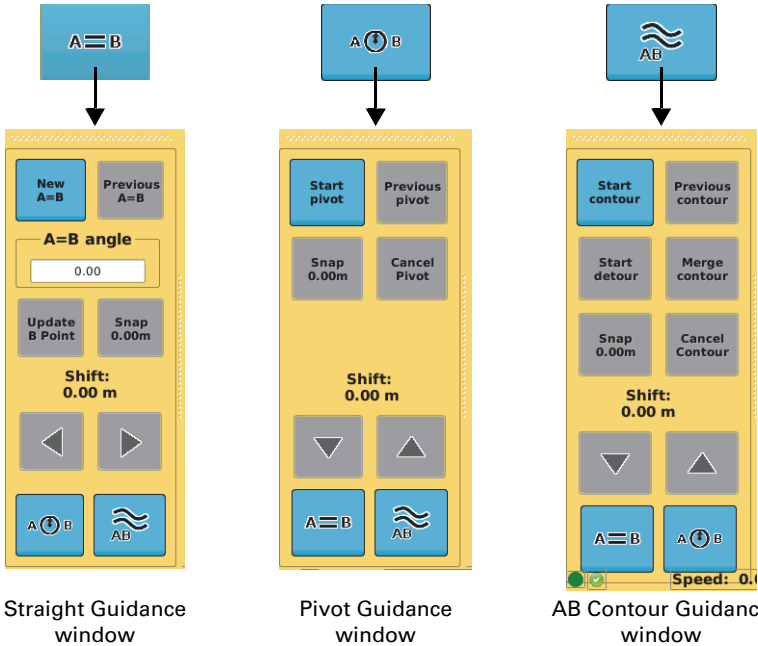 A=B
A B
AB
New
A=B
Previous
A=B
A=B angle
0.00
Update
B Point
Snap
0.00m
Shift:
0.00 m
A B
AB
Straight Guidance
window
Start
pivot
Previous
pivot
Snap
0.00m
Cancel
Pivot
Shift:
0.00 m
A=B
AB
Pivot Guidance
window
Start
contour
Previous
contour
Start
detour
Merge
contour
Snap
0.00m
Cancel
Contour
Shift:
0.00 m
A=B
A B
Speed: 0.0
AB Contour Guidanc
window